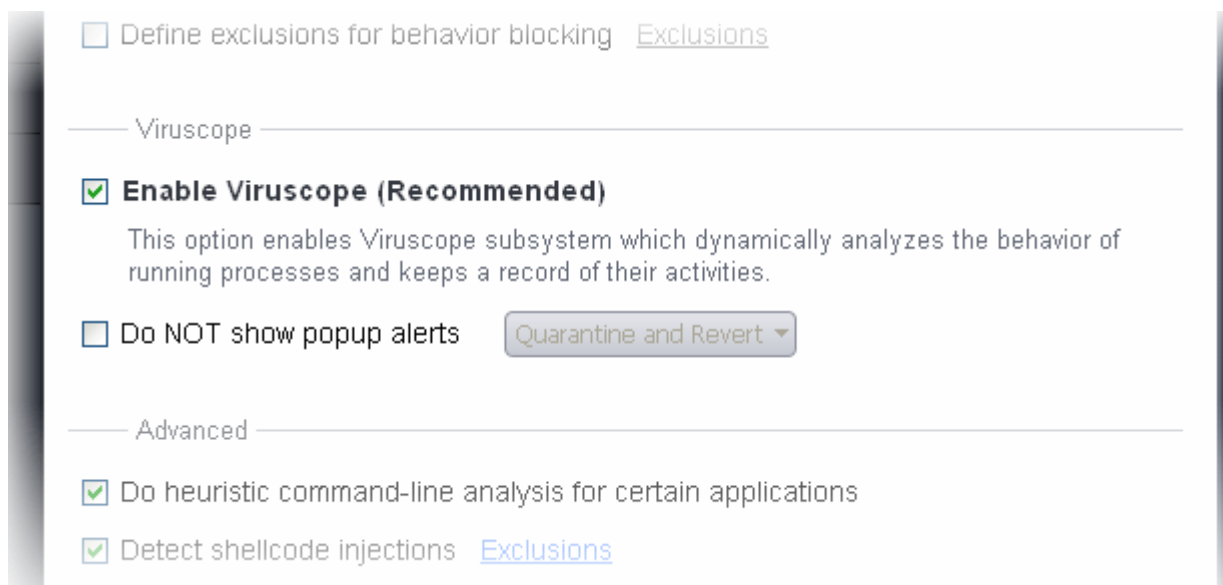 Define exclusions for behavior blocking Exclusions
Viruscope
Enable Viruscope (Recommended)
This option enables Viruscope subsystem which dynamically analyzes the behavior of
running processes and keeps a record of their activities.
Do NOT show popup alerts Quarantine and Revert
Advanced
Do heuristic command-line analysis for certain applications
Detect shellcode injections Exclusions